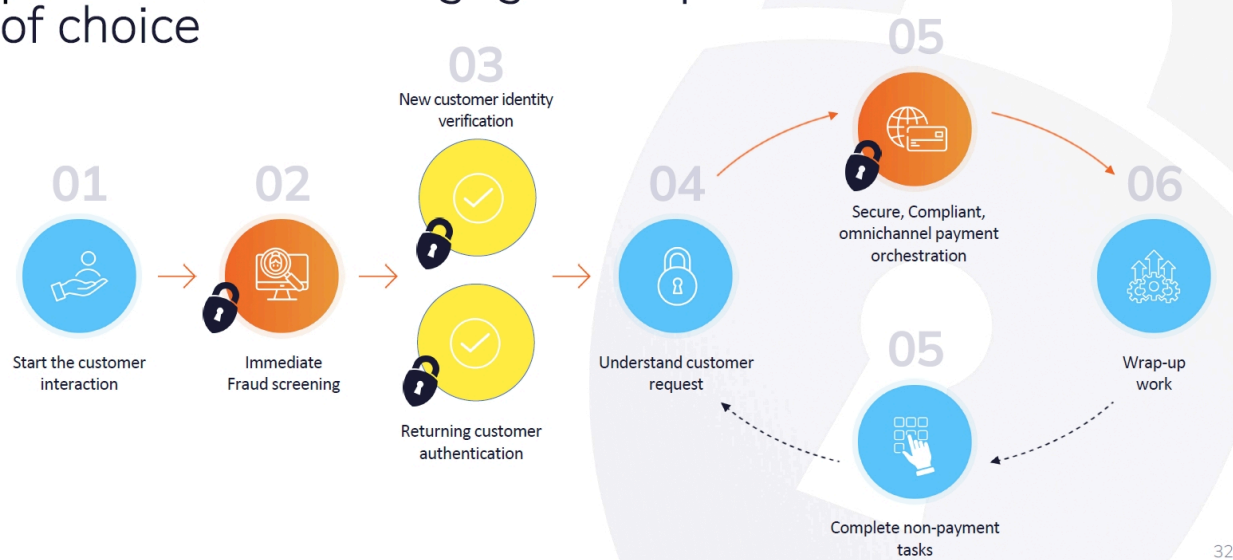 of choice
01
Start the customer
interaction
02
Immediate
Fraud screening
03
New customer identity
verification
Returning customer
authentication
04
Understand customer
request
05
Secure, Compliant,
omnichannel payment
orchestration
05
Complete non-payment
tasks
06
Wrap-up
work
32